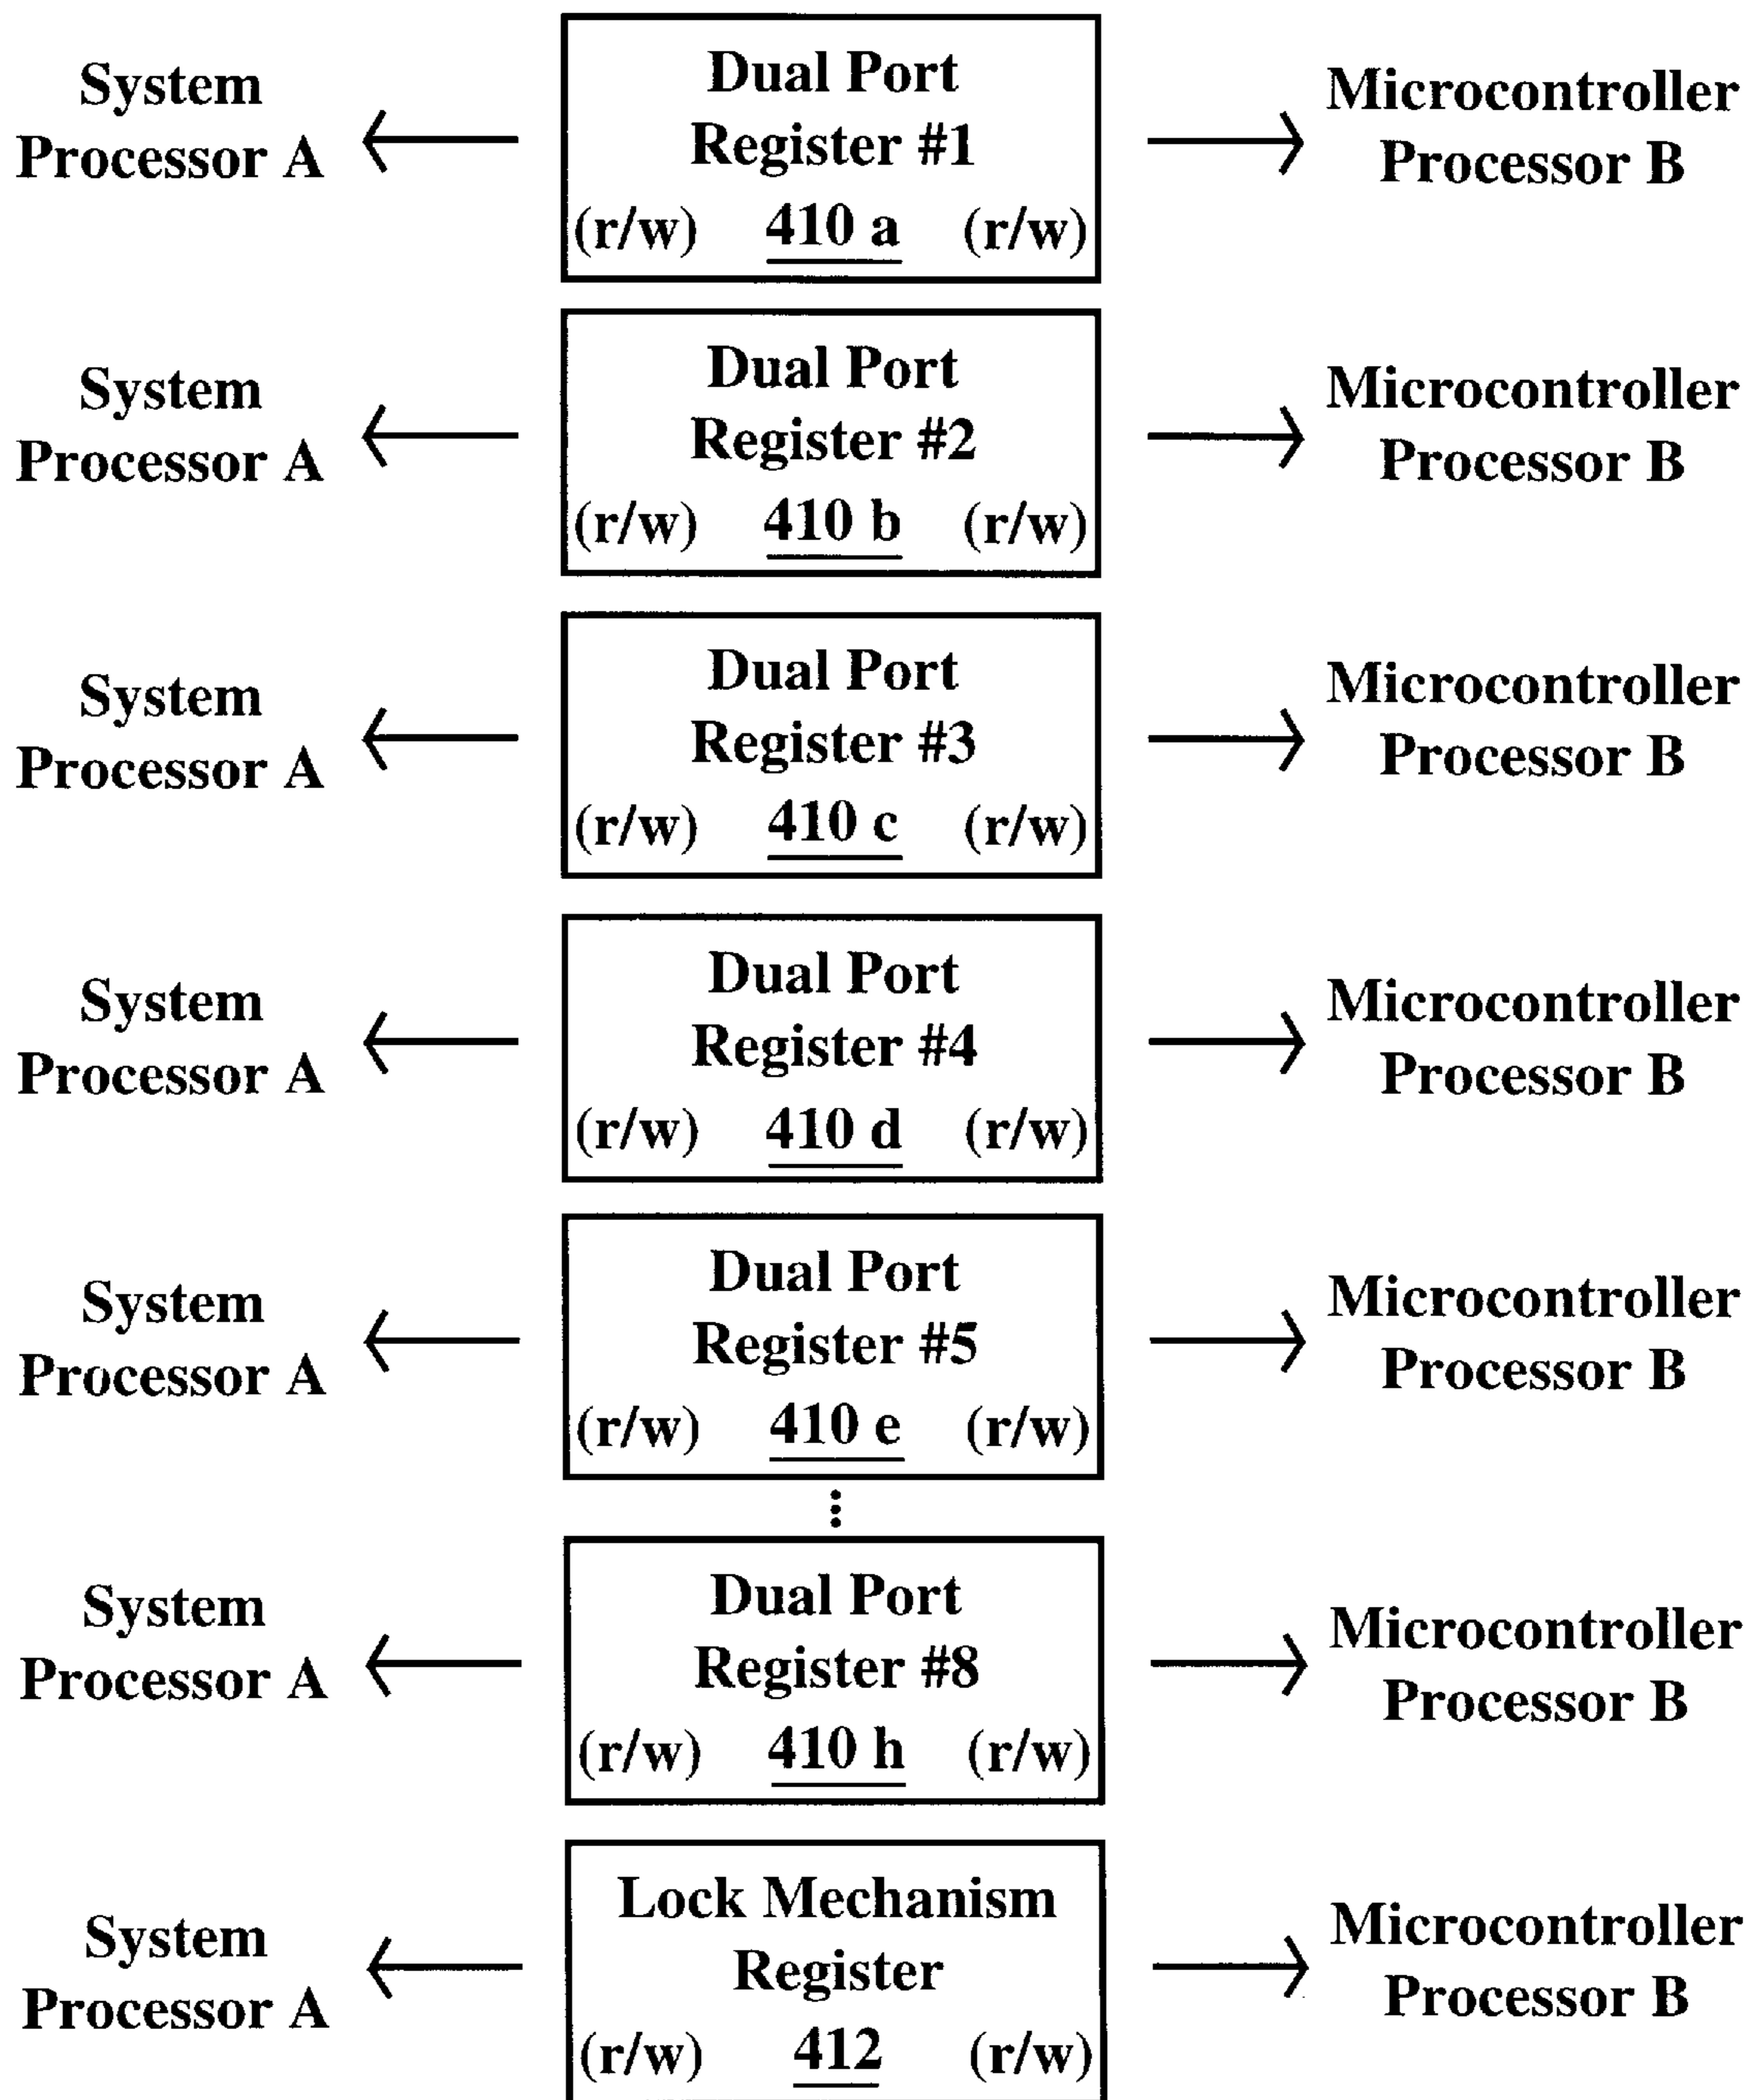 System
Processor A
Dual Port
Register #1
(r/w) 410 a (r/w)
Microcontroller
Processor B
System
Processor A
Dual Port
Register #2
(r/w) 410 b (r/w)
Microcontroller
Processor B
System
Processor A
Dual Port
Register #3
(r/w) 410 c (r/w)
Microcontroller
Processor B
System
Processor A
Dual Port
Register #4
(r/w) 410 d (r/w)
Microcontroller
Processor B
System
Processor A
Dual Port
Register #5
(r/w) 410 e (r/w)
Microcontroller
Processor B
System
Processor A
Dual Port
Register #8
(r/w) 410 h (r/w)
Microcontroller
Processor B
System
Processor A
Lock Mechanism
Register
(r/w) 412 (r/w)
Microcontroller
Processor B